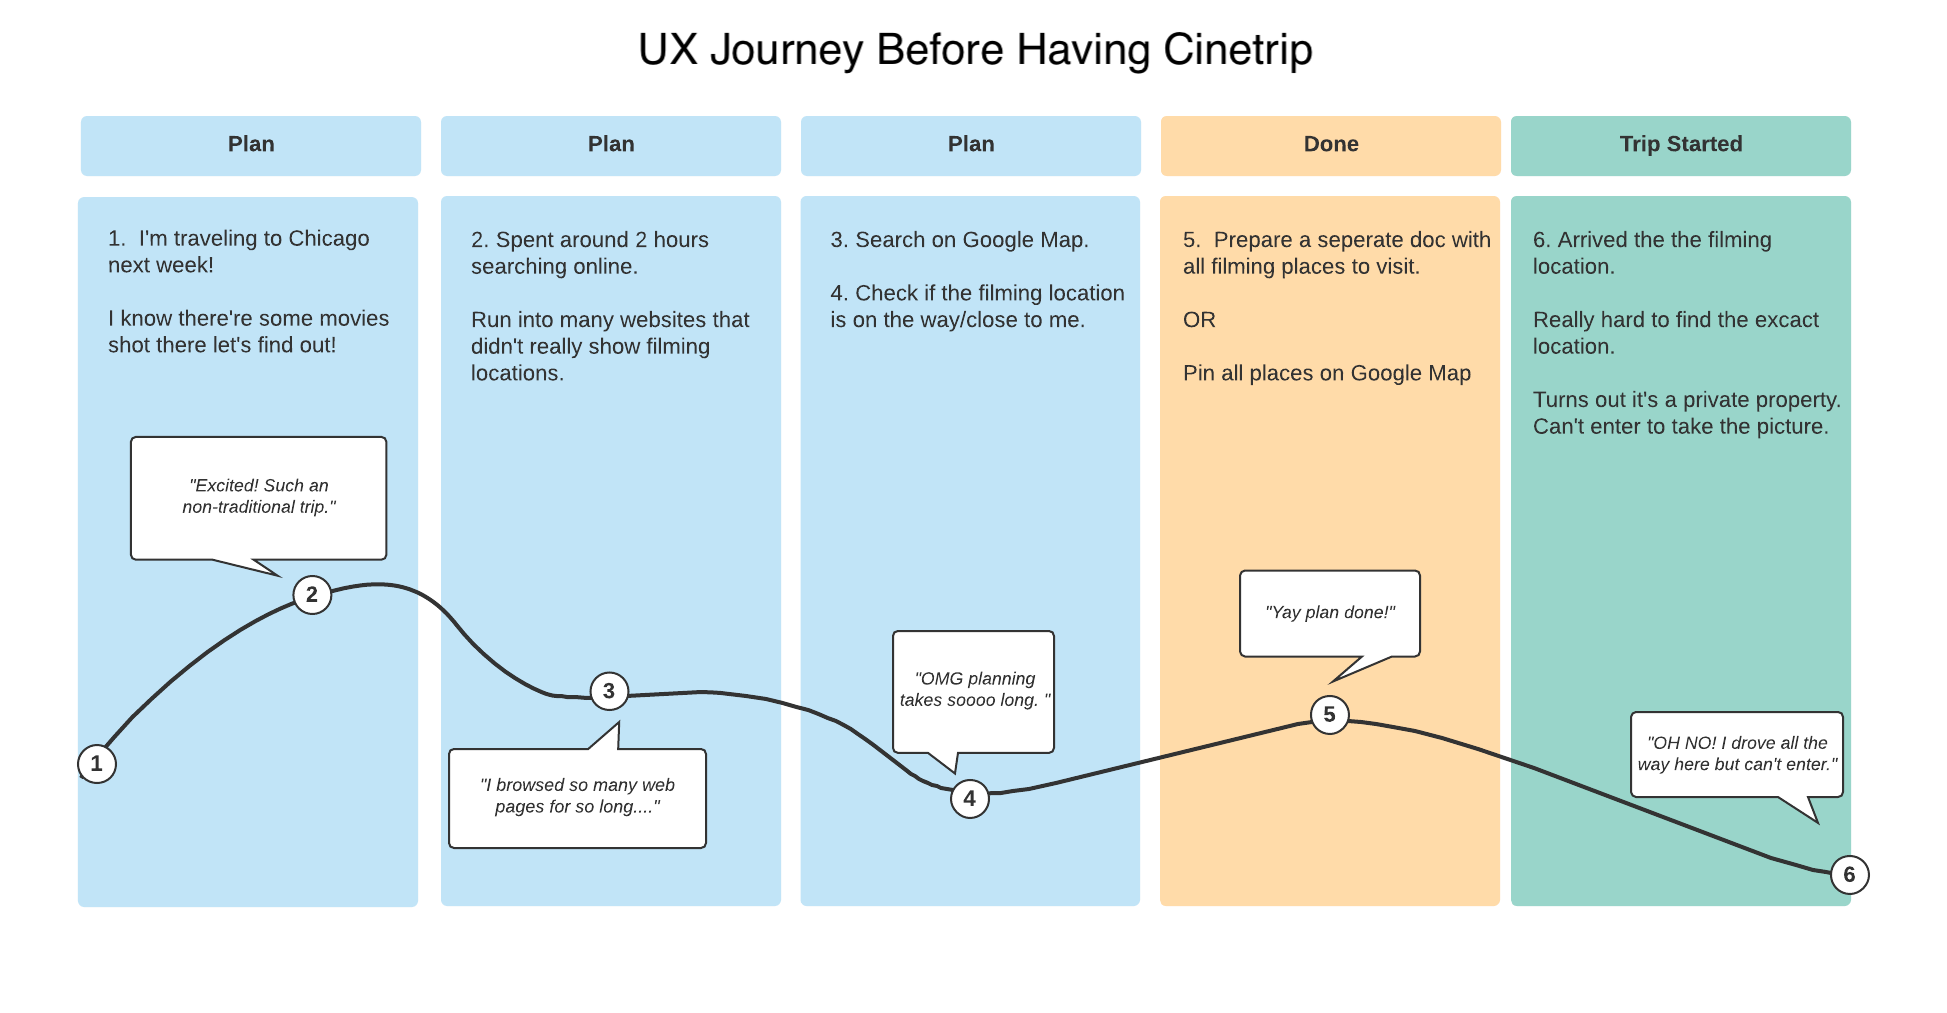 UX Journey Before Having Cinetrip
Plan
Plan
Plan
Done
Trip Started
1.  I'm traveling to Chicago
next week!
I know there're some movies
shot there let's find out!
2. Spent around 2 hours
searching online.
Run into many websites that
didn't really show filming
locations.
3. Search on Google Map.
4. Check if the filming location
is on the way/close to me.
5.  Prepare a seperate doc with
all filming places to visit.
OR
Pin all places on Google Map
6. Arrived the the filming
location.
Really hard to find the excact
location.
Turns out it's a private property.
Can't enter to take the picture.
"Excited! Such an
non-traditional trip."
"I browsed so many web
pages for so long...."
"OMG planning
takes soooo long. "
"Yay plan done!"
"OH NO! I drove all the
way here but can't enter."
1
2
3
4
5
6